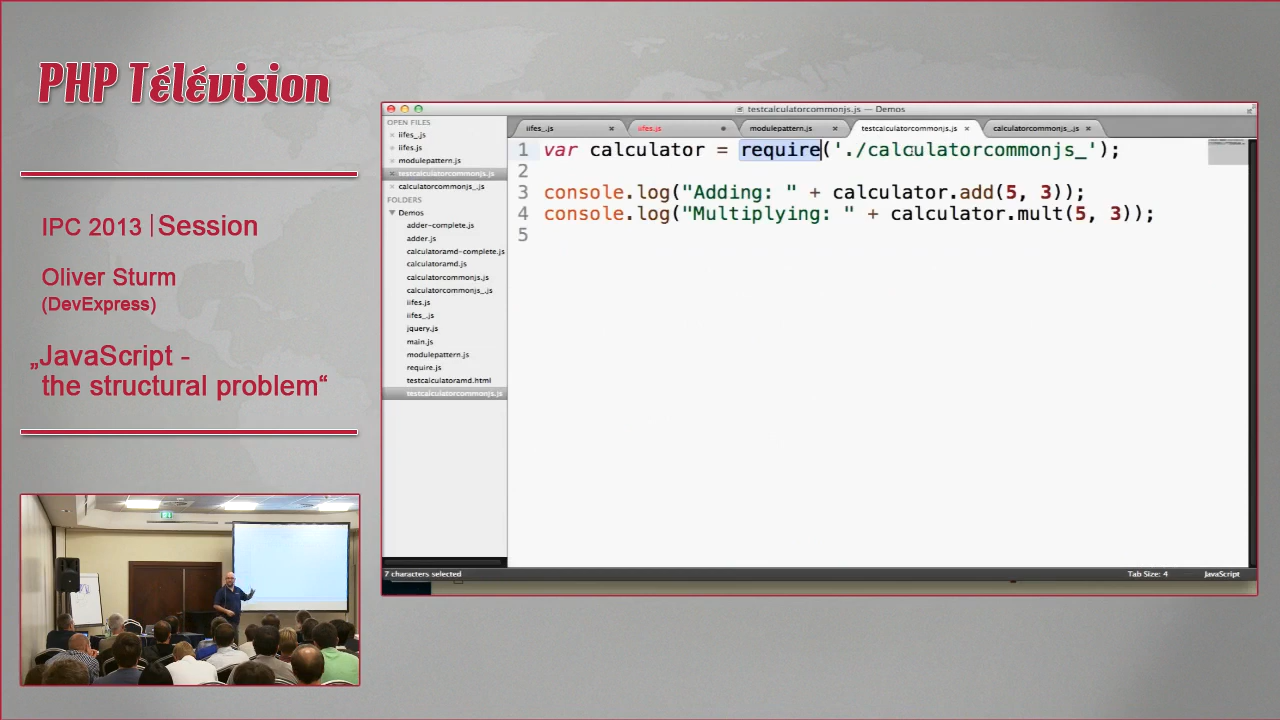 PHP Télévision
IPC 2013 | Session
Oliver Sturm
(DevExpress)
„JavaScript -
the structural problem“
testcalculatorcommonjs.js — Demos
OPEN FILES
iifes_.js
iifes.js
modulepattern.js
testcalculatorcommonjs.js
calculatorcommonjs_.js
FOLDERS
Demos
adder-complete.js
adder.js
calculatoramd-complete.js
calculatoramd.js
calculatorcommonjs.js
calculatorcommonjs_.js
iifes.js
iifes_.js
jquery.js
main.js
modulepattern.js
require.js
testcalculatoramd.html
testcalculatorcommonjs.js
iifes_.js
iifes.js
modulepattern.js
testcalculatorcommonjs.js
calculatorcommonjs_.js
1 var calculator = require('./calculatorcommonjs_');
2
3 console.log("Adding: " + calculator.add(5, 3));
4 console.log("Multiplying: " + calculator.mult(5, 3));
5
7 characters selected
Tab Size: 4
JavaScript